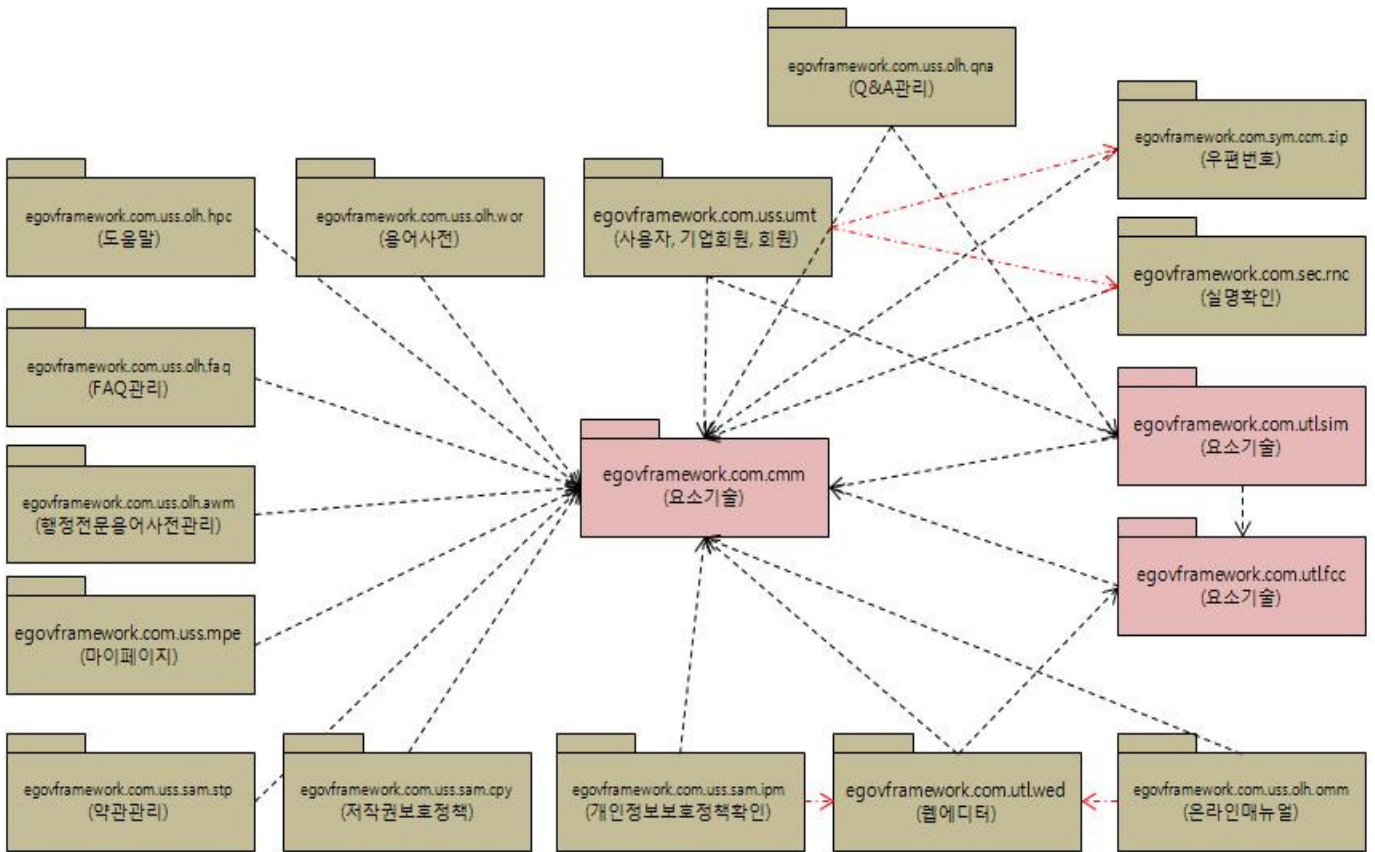 egovframework.com.uss.olh.qna
(Q&A관리)
egovframework.com.sym.ccm.zip
(우편번호)
egovframework.com.uss.olh.hpc
(도움말)
egovframework.com.uss.olh.wor
(용어사전)
egovframework.com.uss.umt
(사용자, 기업회원, 회원)
egovframework.com.sec.rnc
(실명확인)
egovframework.com.uss.olh.faq
(FAQ관리)
egovframework.com.utl.sim
(요소기술)
egovframework.com.cmm
(요소기술)
egovframework.com.uss.olh.awm
(행정전문용어사전관리)
egovframework.com.utl.fcc
(요소기술)
egovframework.com.uss.mpe
(마이페이지)
egovframework.com.uss.sam.stp
(약관관리)
egovframework.com.uss.sam.cpy
(저작권보호정책)
egovframework.com.uss.sam.ipm
(개인정보보호정책확인)
egovframework.com.utl.wed
(웹에디터)
egovframework.com.uss.olh.omm
(온라인매뉴얼)